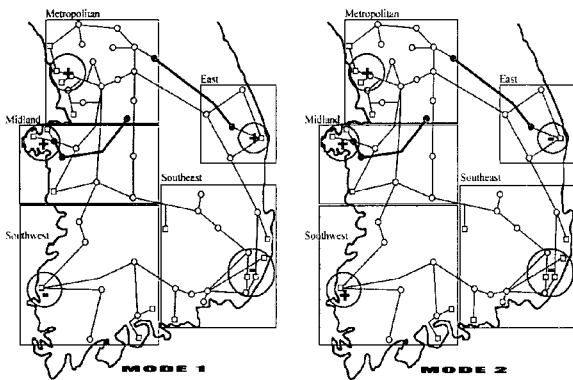 Metropolitan
East
Midland
Southeast
Southwest
MODE 1
Metropolitan
East
Midland
Southeast
Southwest
MODE 2